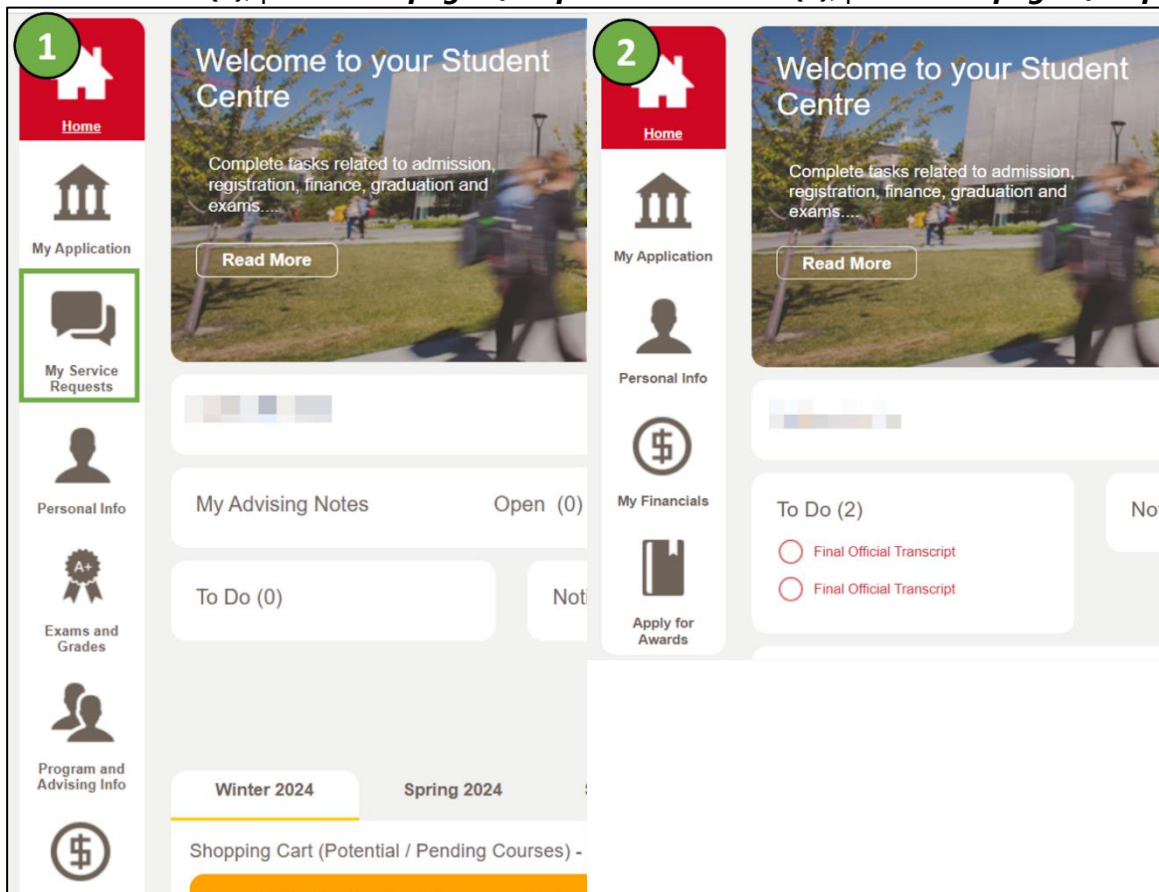 1
Home
My Application
My Service
Requests
Personal Info
A+
Exams and
Grades
Program and
Advising Info
$
Welcome to your Student
Centre
Complete tasks related to admission,
registration, finance, graduation and
exams....
Read More
My Advising Notes Open (0)
To Do (0)
Winter 2024 Spring 2024
Shopping Cart (Potential / Pending Courses) -
2
Home
My Application
Personal Info
$
My Financials
Apply for
Awards
Welcome to your Student
Centre
Complete tasks related to admission,
registration, finance, graduation and
exams....
Read More
To Do (2)
Final Official Transcript
Final Official Transcript